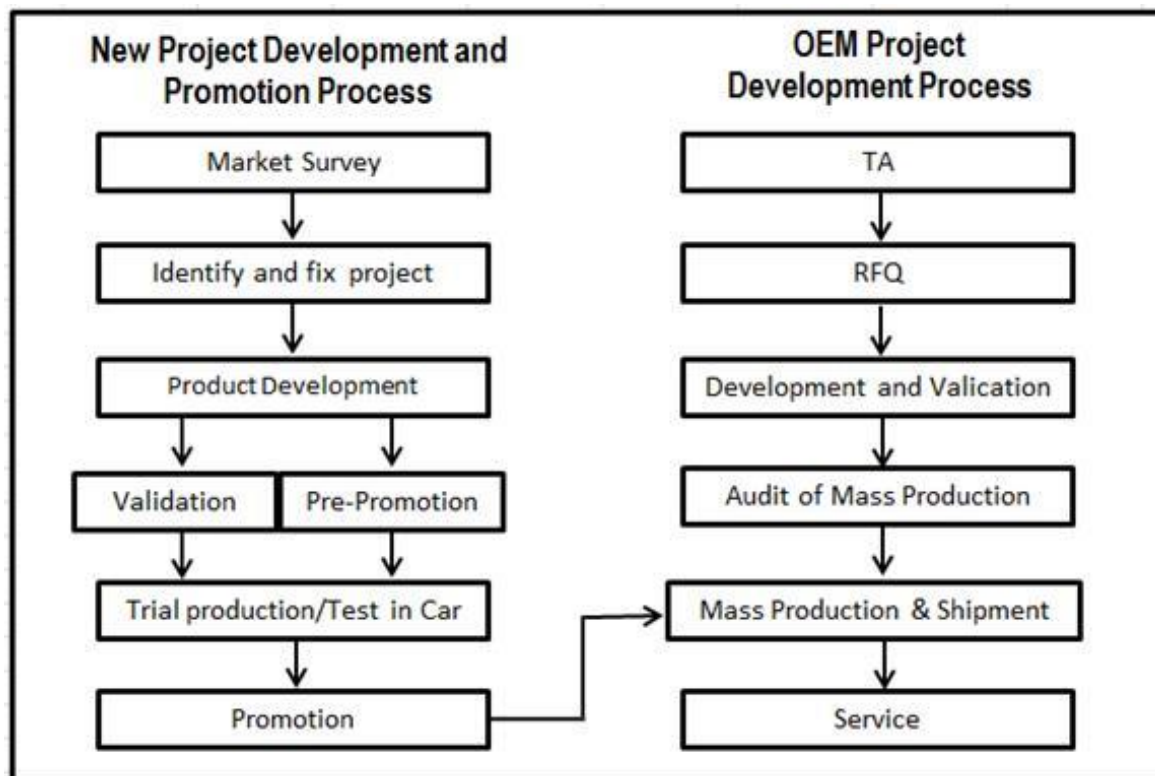 New Project Development and
Promotion Process
Market Survey
Identify and fix project
Product Development
Validation
Pre-Promotion
Trial production/Test in Car
Promotion
OEM Project
Development Process
TA
RFQ
Development and Valication
Audit of Mass Production
Mass Production & Shipment
Service